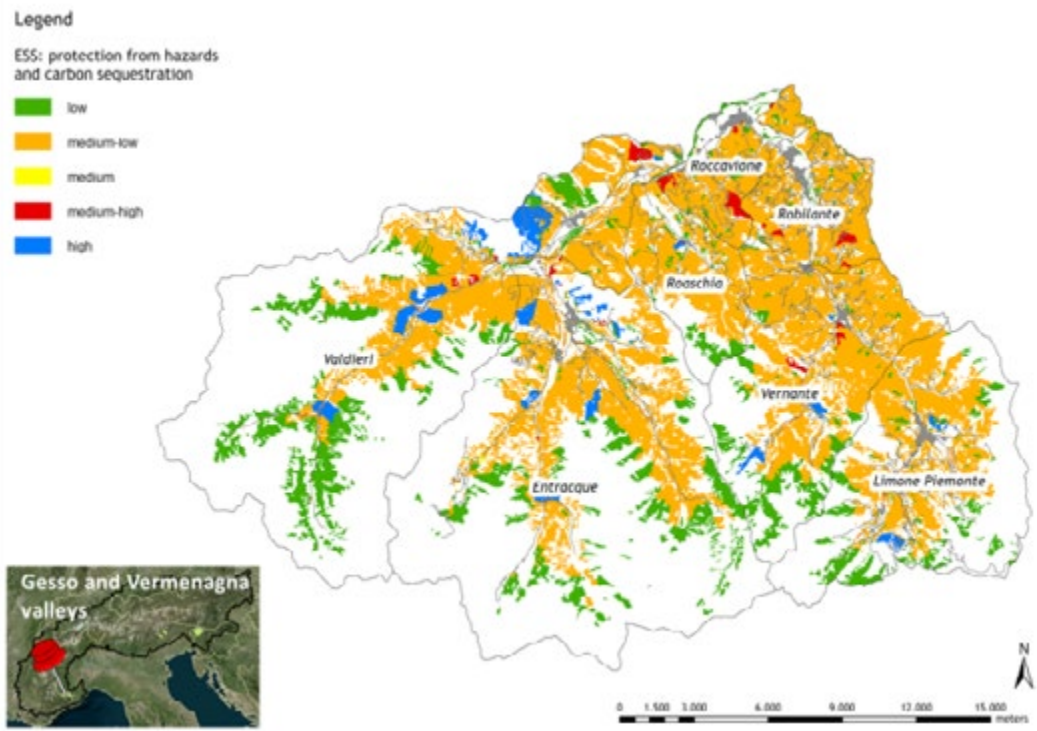 Legend
ESS: protection from hazards
and carbon sequestration
low
medium-low
medium
medium-high
high
Roccavione
Robilante
Roaschia
Valdieri
Vernante
Entracque
Limone Piemonte
Gesso and Vermenagna
valleys
N
0 1.500 3.000 6.000 9.000 12.000 15.000
meters